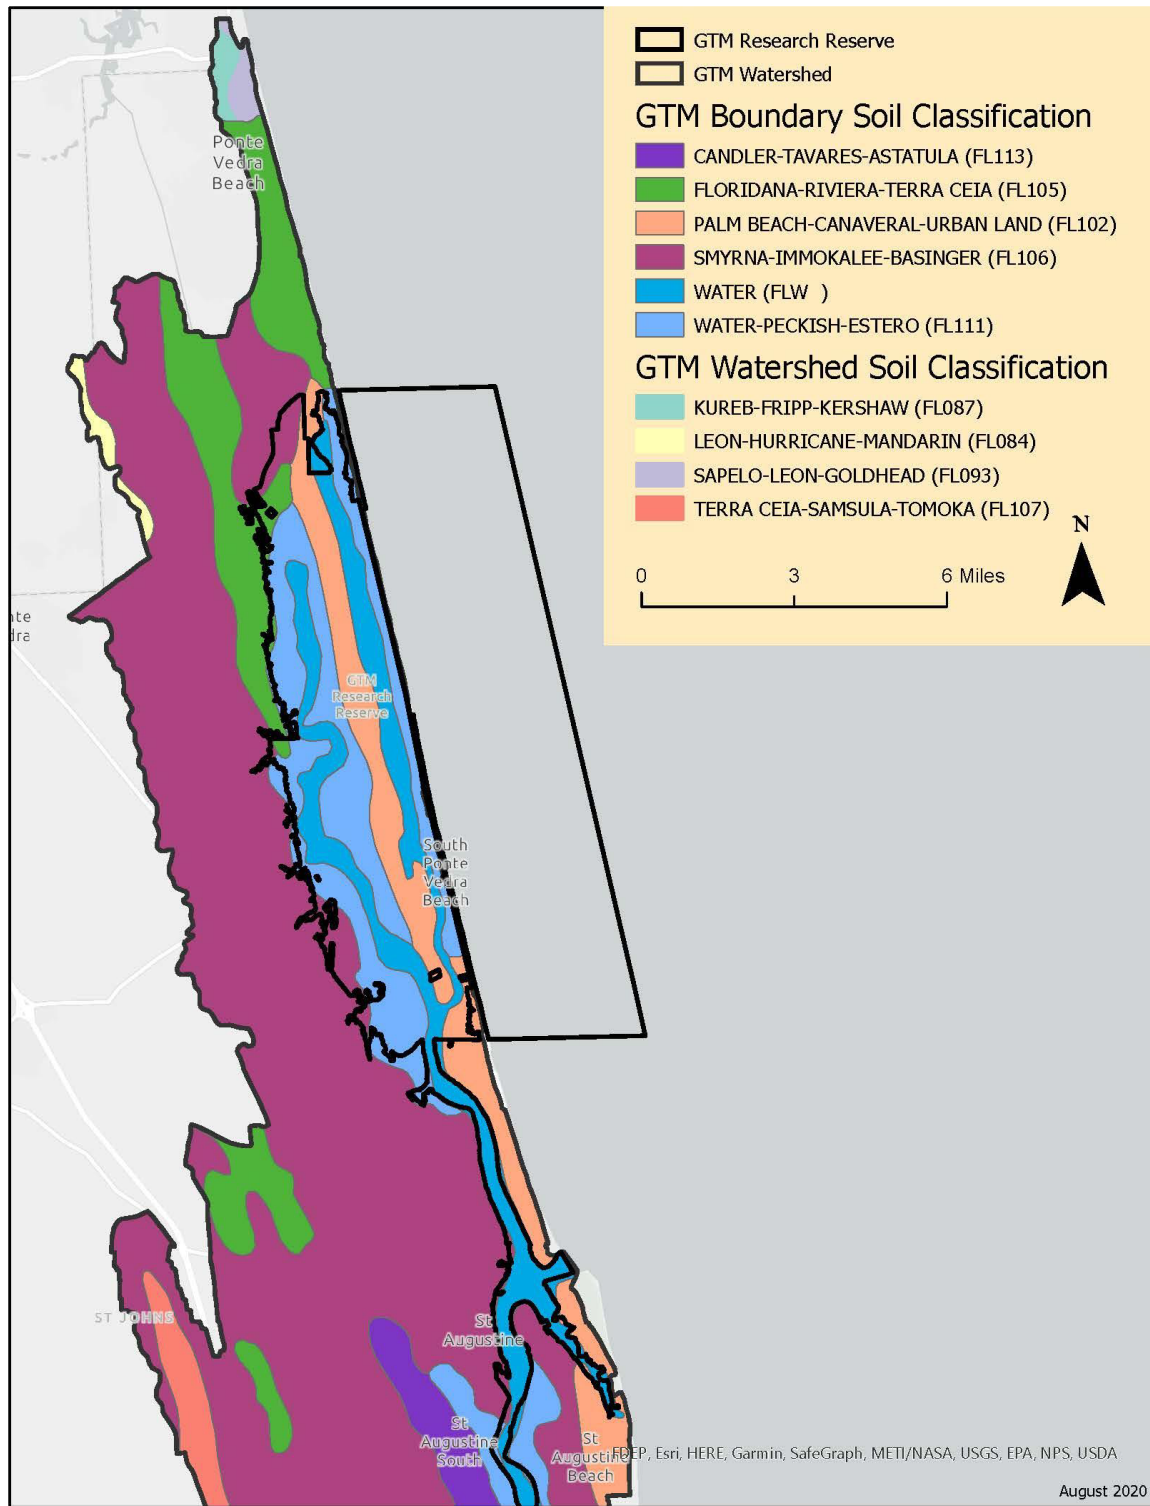 GTM Research Reserve
GTM Watershed
GTM Boundary Soil Classification
CANDLER-TAVARES-ASTATULA (FL113)
FLORIDANA-RIVIERA-TERRA CEIA (FL105)
PALM BEACH-CANAVERAL-URBAN LAND (FL102)
SMYRNA-IMMOKALEE-BASINGER (FL106)
WATER (FLW )
WATER-PECKISH-ESTERO (FL111)
GTM Watershed Soil Classification
KUREB-FRIPP-KERSHAW (FL087)
LEON-HURRICANE-MANDARIN (FL084)
SAPELO-LEON-GOLDHEAD (FL093)
TERRA CEIA-SAMSULA-TOMOKA (FL107)
N
0 3 6 Miles
Ponte
Vedra
Beach
GTM
Research
Reserve
South
Ponte
Vedra
Beach
ST JOHNS
St
Augustine
St
Augustine
South
St
Augustine
Beach
FDEP, Esri, HERE, Garmin, SafeGraph, METI/NASA, USGS, EPA, NPS, USDA
August 2020